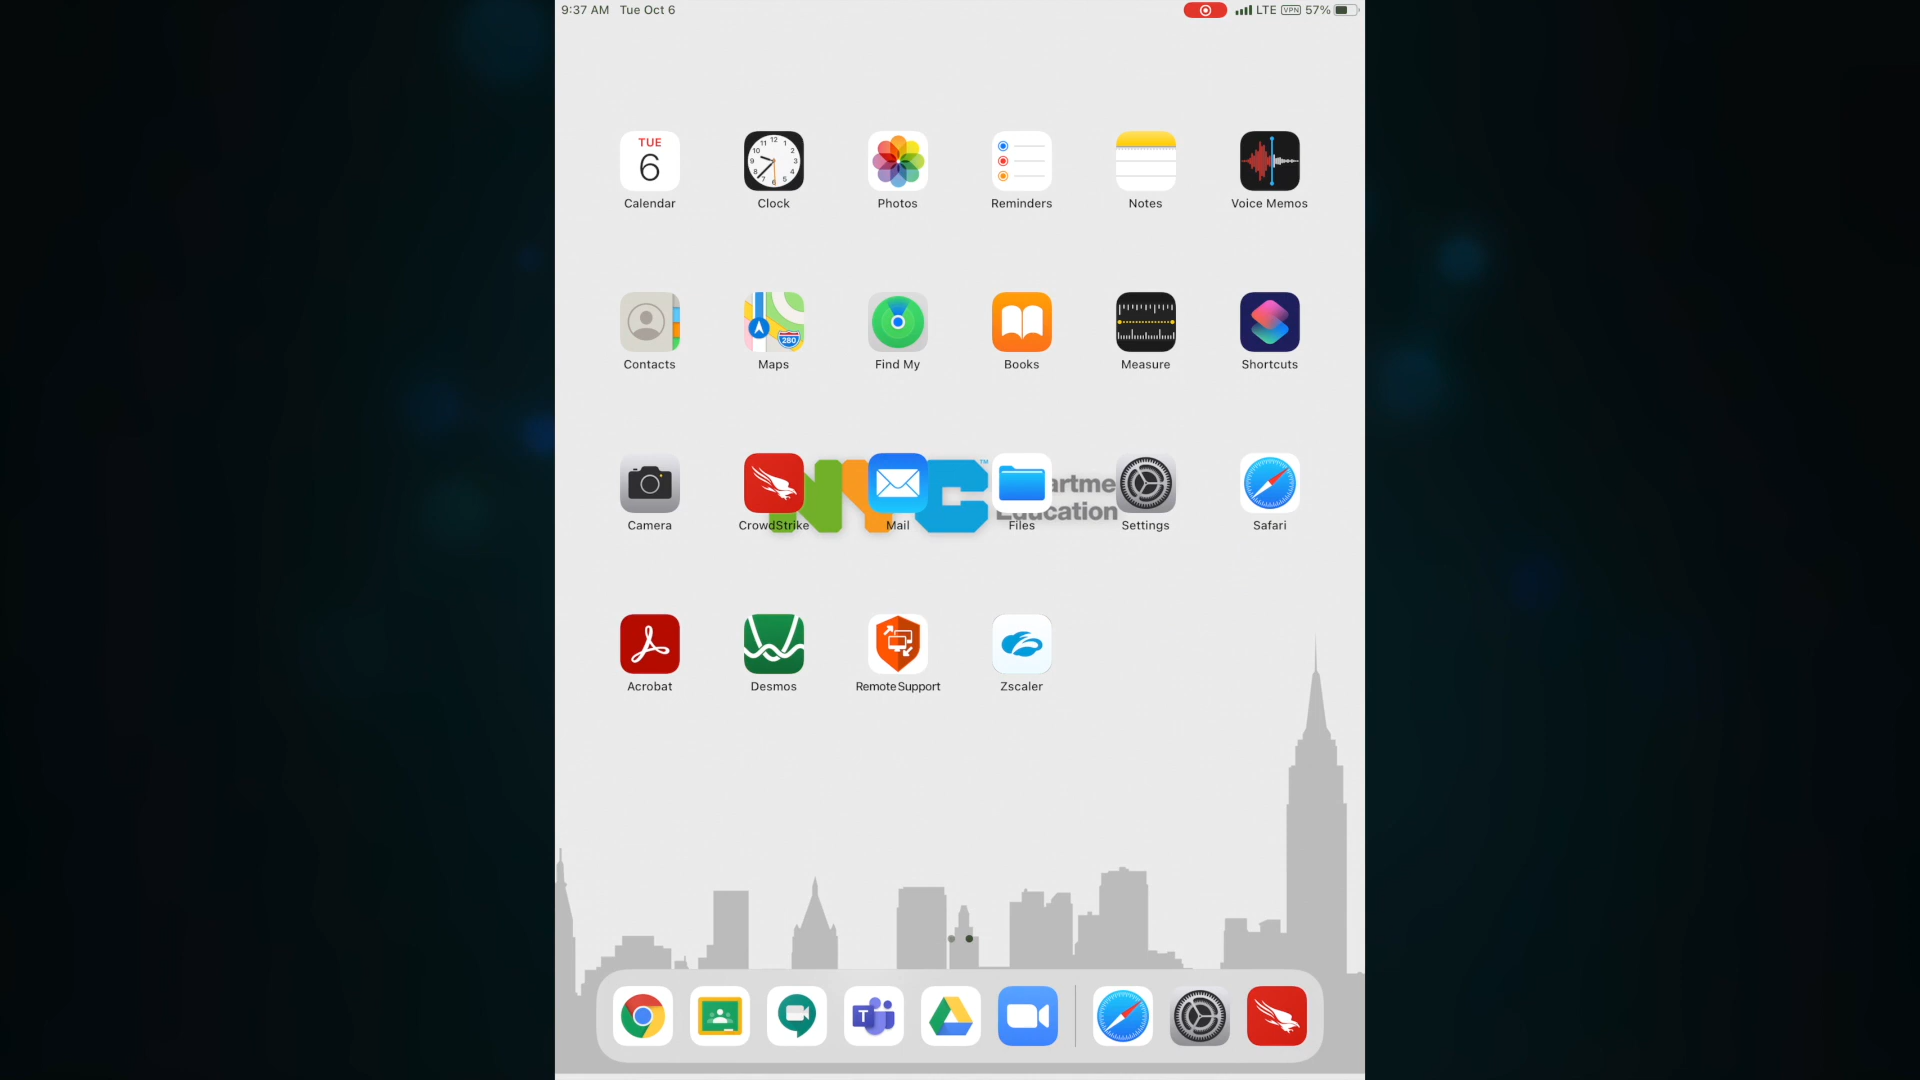 9:37 AM Tue Oct 6
LTE VPN 57%
TUE
6
Calendar Clock Photos Reminders Notes Voice Memos
280
Contacts Maps Find My Books Measure Shortcuts
NYC artme
Education
Camera CrowdStrike Mail Files Settings Safari
Acrobat Desmos Remote Support Zscaler
T